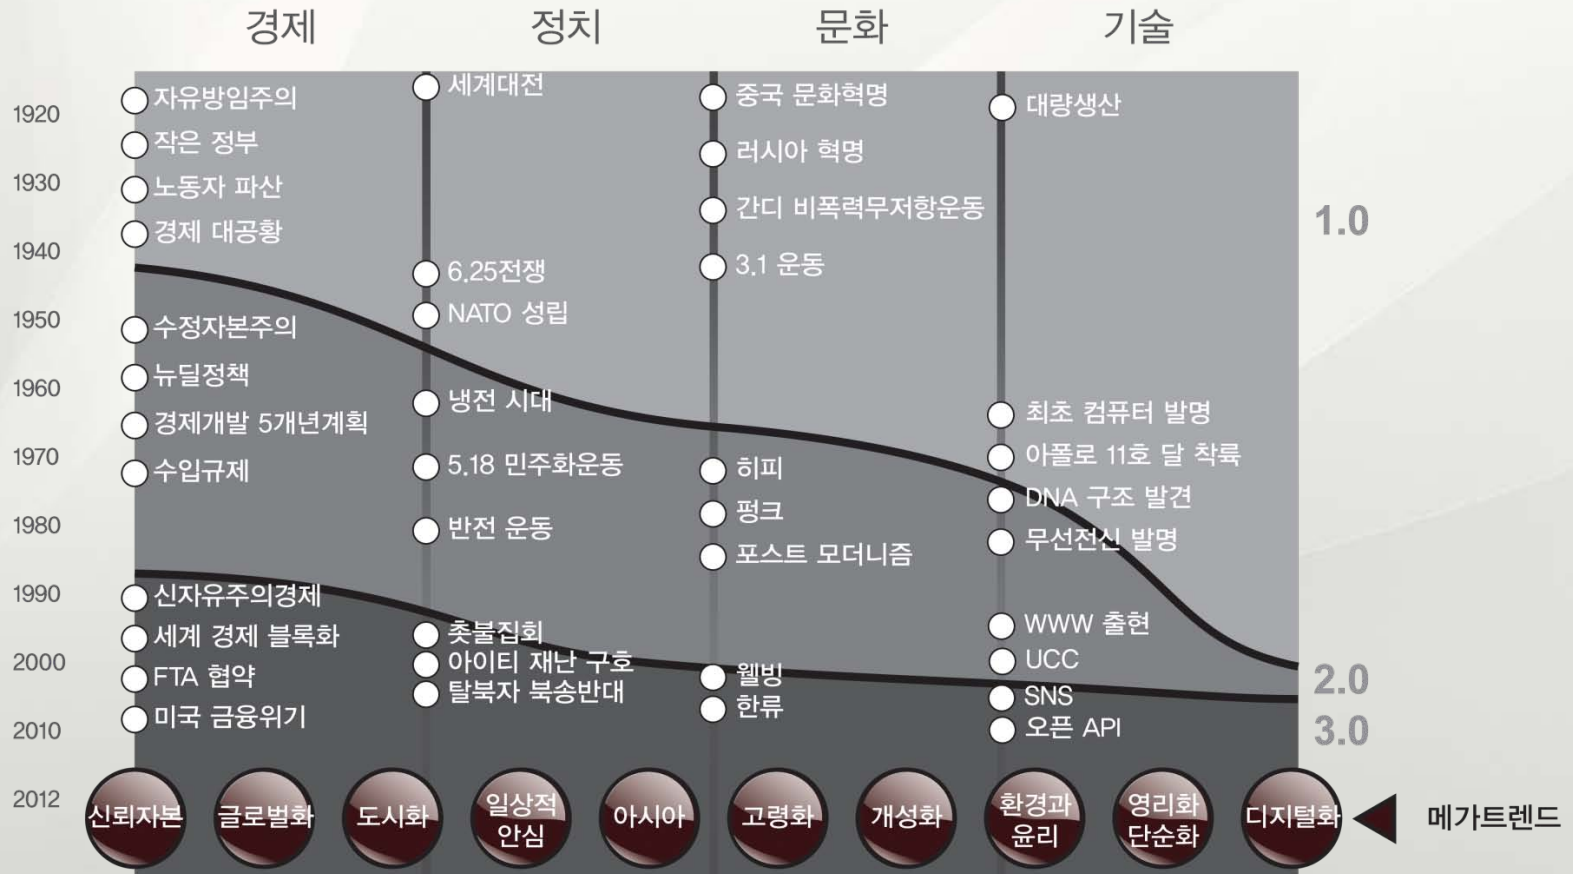 경제
정치
문화
기술
1920
1930
1940
1950
1960
1970
1980
1990
2000
2010
2012
자유방임주의
작은 정부
노동자 파산
경제 대공황
수정자본주의
뉴딜정책
경제개발 5개년계획
수입규제
신자유주의경제
세계 경제 블록화
FTA 협약
미국 금융위기
세계대전
6.25전쟁
NATO 성립
냉전 시대
5.18 민주화운동
반전 운동
촛불집회
아이티 재난 구호
탈북자 북송반대
중국 문화혁명
러시아 혁명
간디 비폭력무저항운동
3.1 운동
히피
펑크
포스트 모더니즘
웰빙
한류
대량생산
최초 컴퓨터 발명
아폴로 11호 달 착륙
DNA 구조 발견
무선전신 발명
WWW 출현
UCC
SNS
오픈 API
1.0
2.0
3.0
신뢰자본
글로벌화
도시화
일상적
안심
아시아
고령화
개성화
환경과
윤리
영리화
단순화
디지털화
메가트렌드